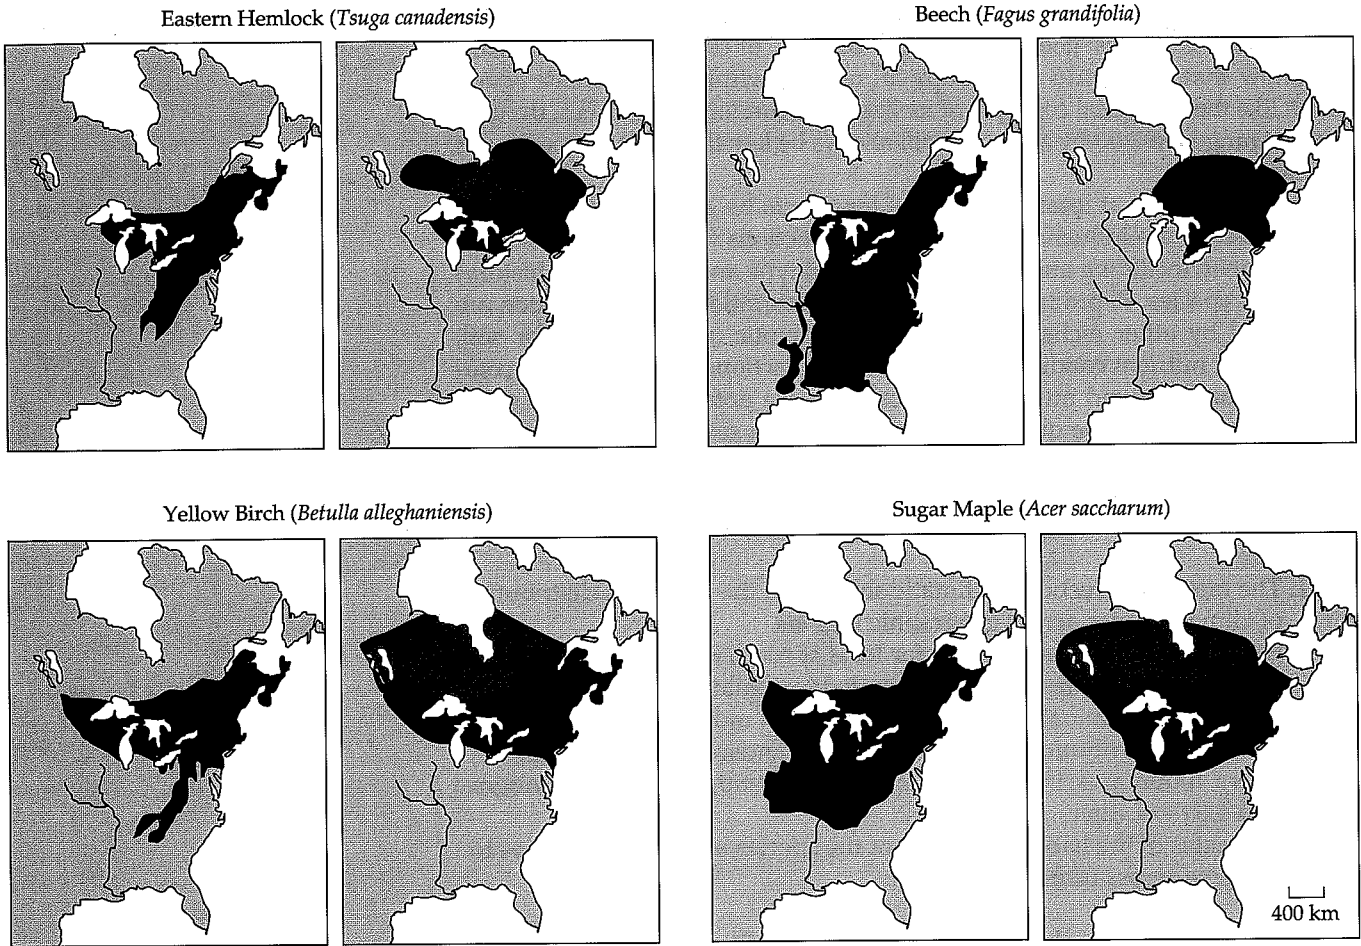 Eastern Hemlock (Tsuga canadensis)
Beech (Fagus grandifolia)
Yellow Birch (Betulla alleghaniensis)
Sugar Maple (Acer saccharum)
400 km